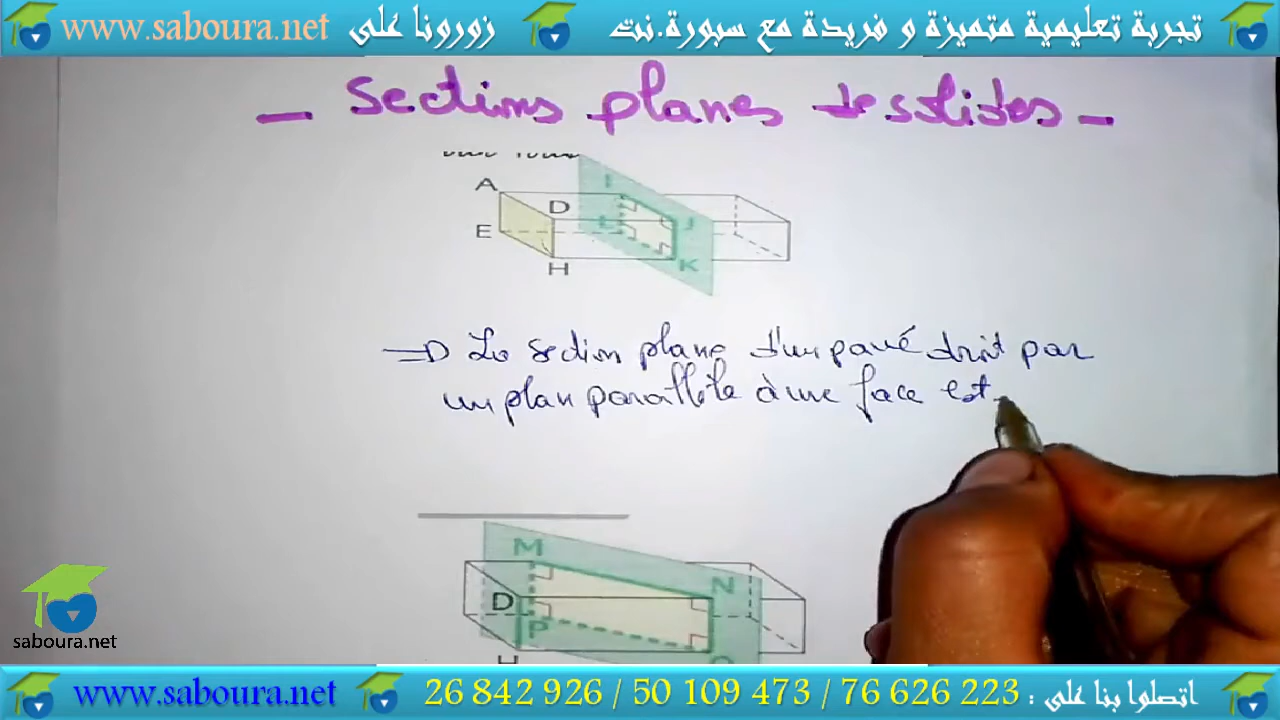 www.saboura.net زورونا على تجربة تعليمية متميزة و فريدة مع سبورة.نت
_ Sections planes de solides _
A
I
D
E
L
J
H
K
=> La section plane d'un pavé droit par
un plan parallèle à une face est
M
N
D
P
saboura.net
www.saboura.net 26 842 926 / 50 109 473 / 76 626 223 : اتصلوا بنا على